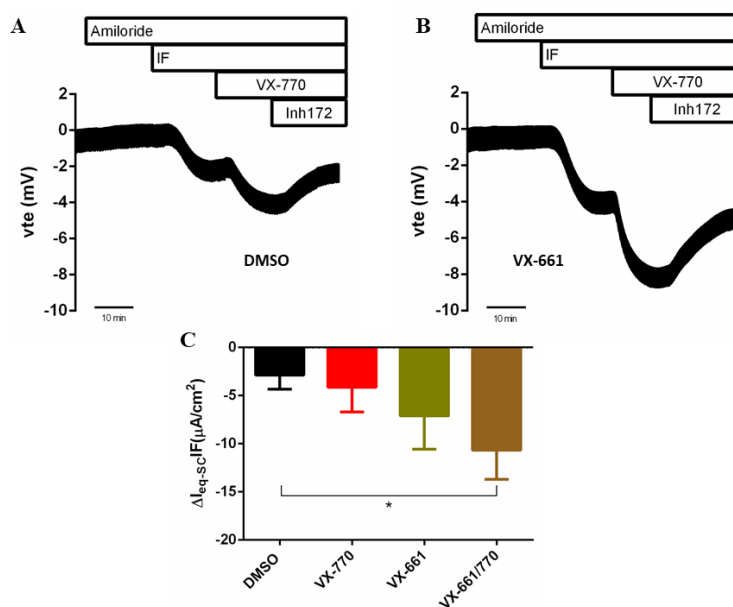 A
Amiloride
IF
VX-770
Inh172
2
0
-2
-4
-6
-8
-10
vte (mV)
DMSO
10 min
B
Amiloride
IF
VX-770
Inh172
2
0
-2
-4
-6
-8
-10
vte (mV)
VX-661
10 min
C
0
-5
-10
-15
-20
ΔIeq-SCIF(μA/cm²)
*
DMSO
VX-770
VX-661
VX-661/770